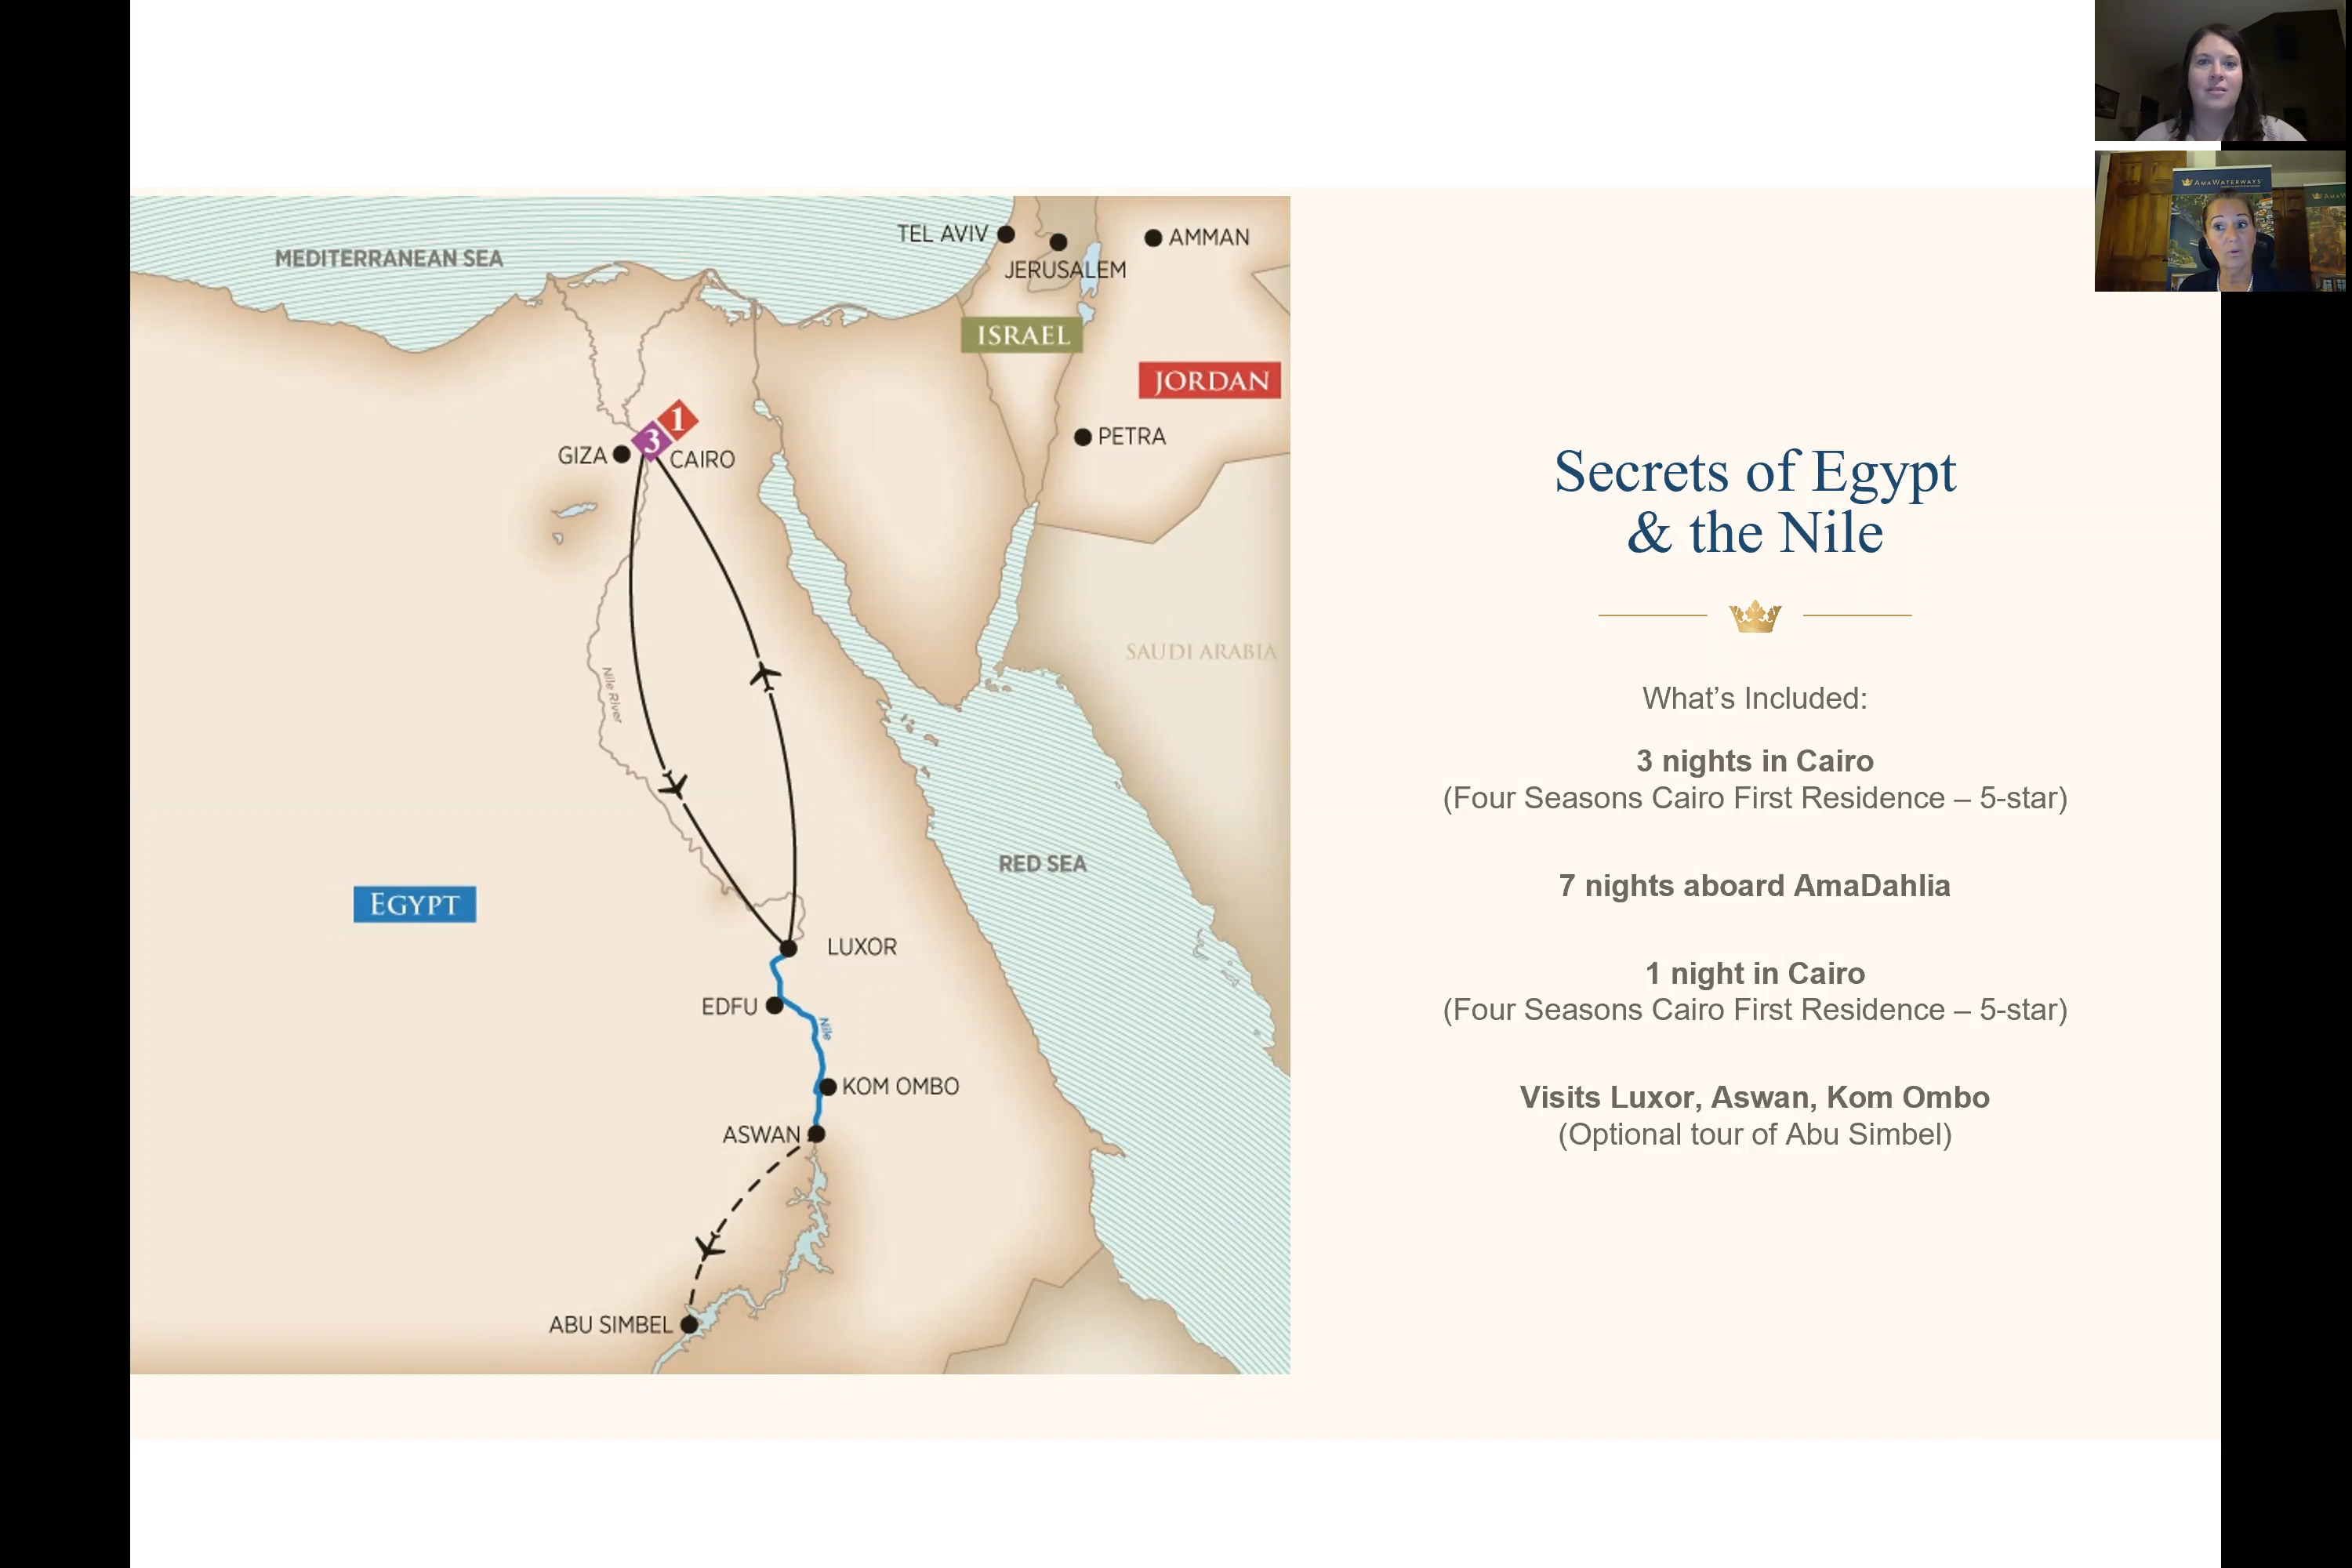 AMAWATERWAYS
MEDITERRANEAN SEA
TEL AVIV
JERUSALEM
AMMAN
ISRAEL
JORDAN
PETRA
1
3
GIZA
CAIRO
SAUDI ARABIA
Nile River
RED SEA
EGYPT
LUXOR
EDFU
Nile
KOM OMBO
ASWAN
ABU SIMBEL
Secrets of Egypt
& the Nile
What’s Included:
3 nights in Cairo
(Four Seasons Cairo First Residence – 5-star)
7 nights aboard AmaDahlia
1 night in Cairo
(Four Seasons Cairo First Residence – 5-star)
Visits Luxor, Aswan, Kom Ombo
(Optional tour of Abu Simbel)